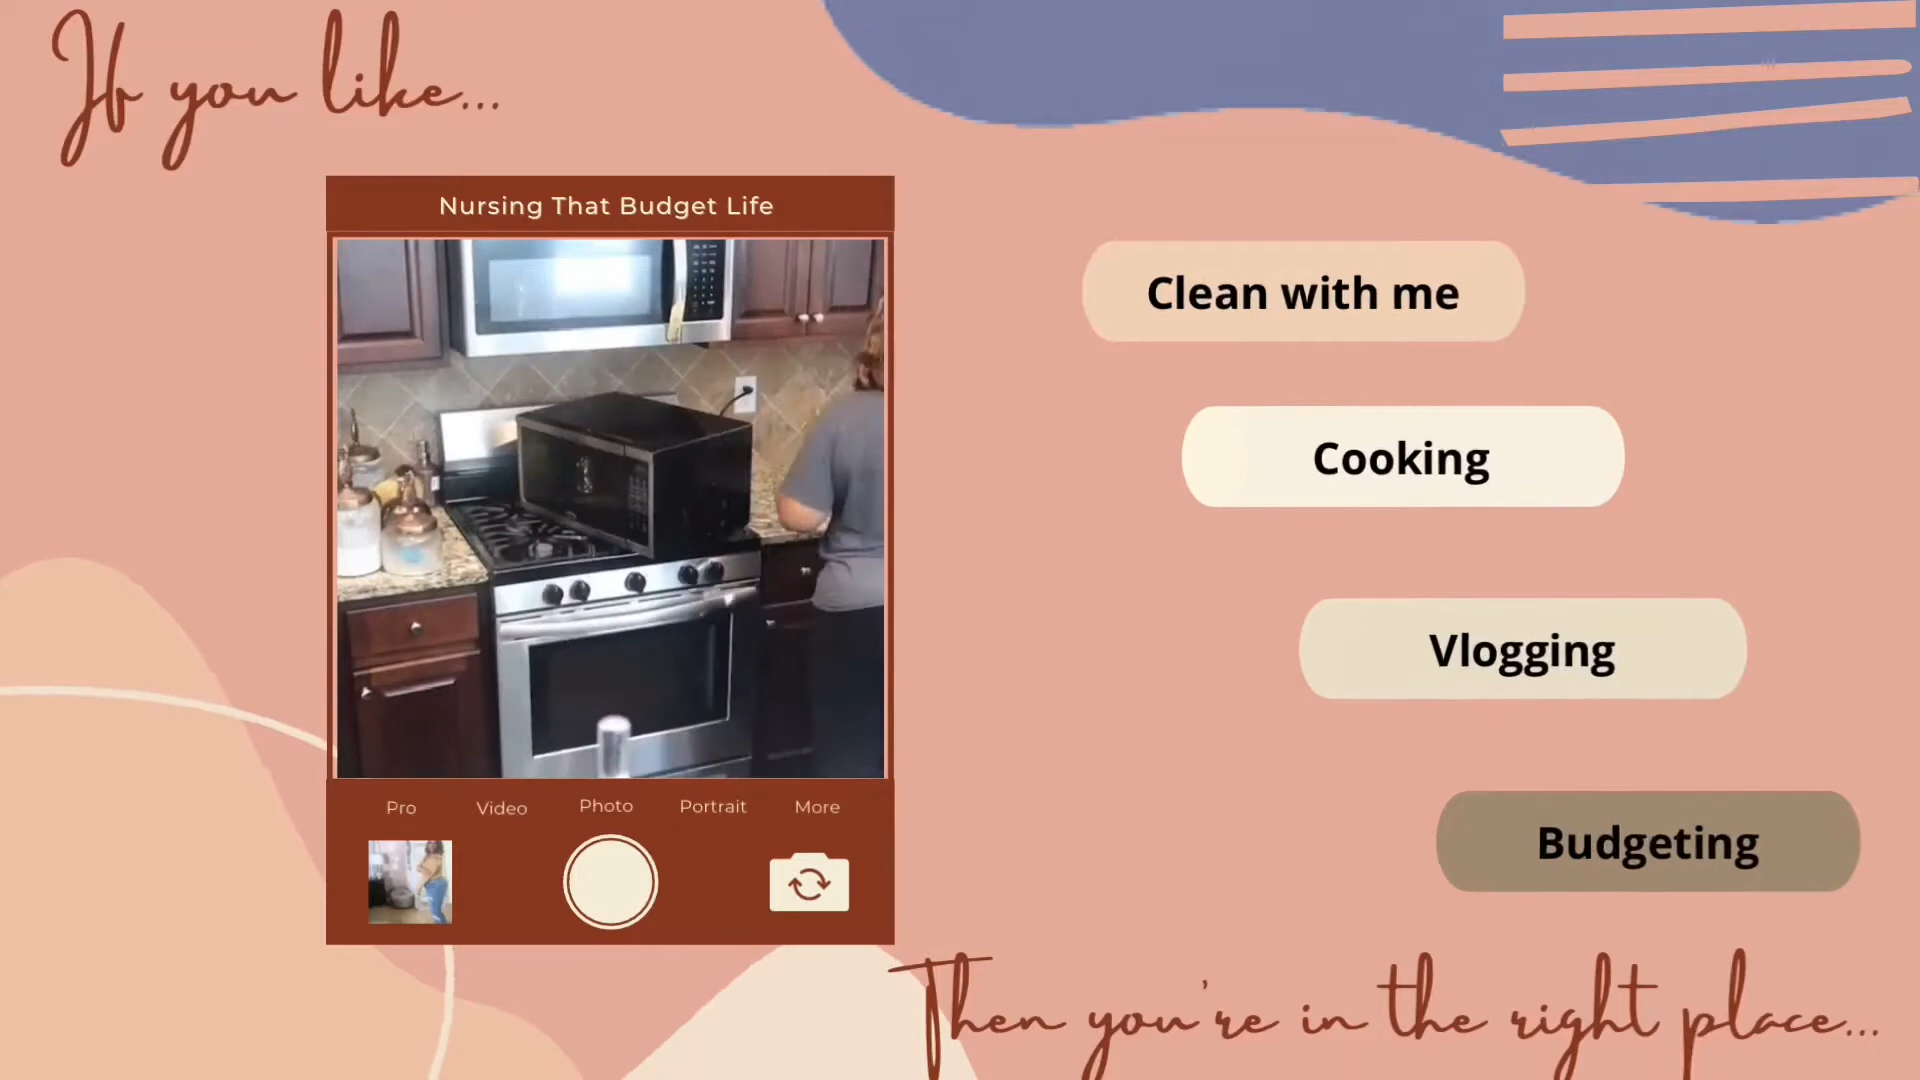 If you like...
Nursing That Budget Life
Clean with me
Cooking
Vlogging
Budgeting
Pro Video Photo Portrait More
Then you're in the right place...